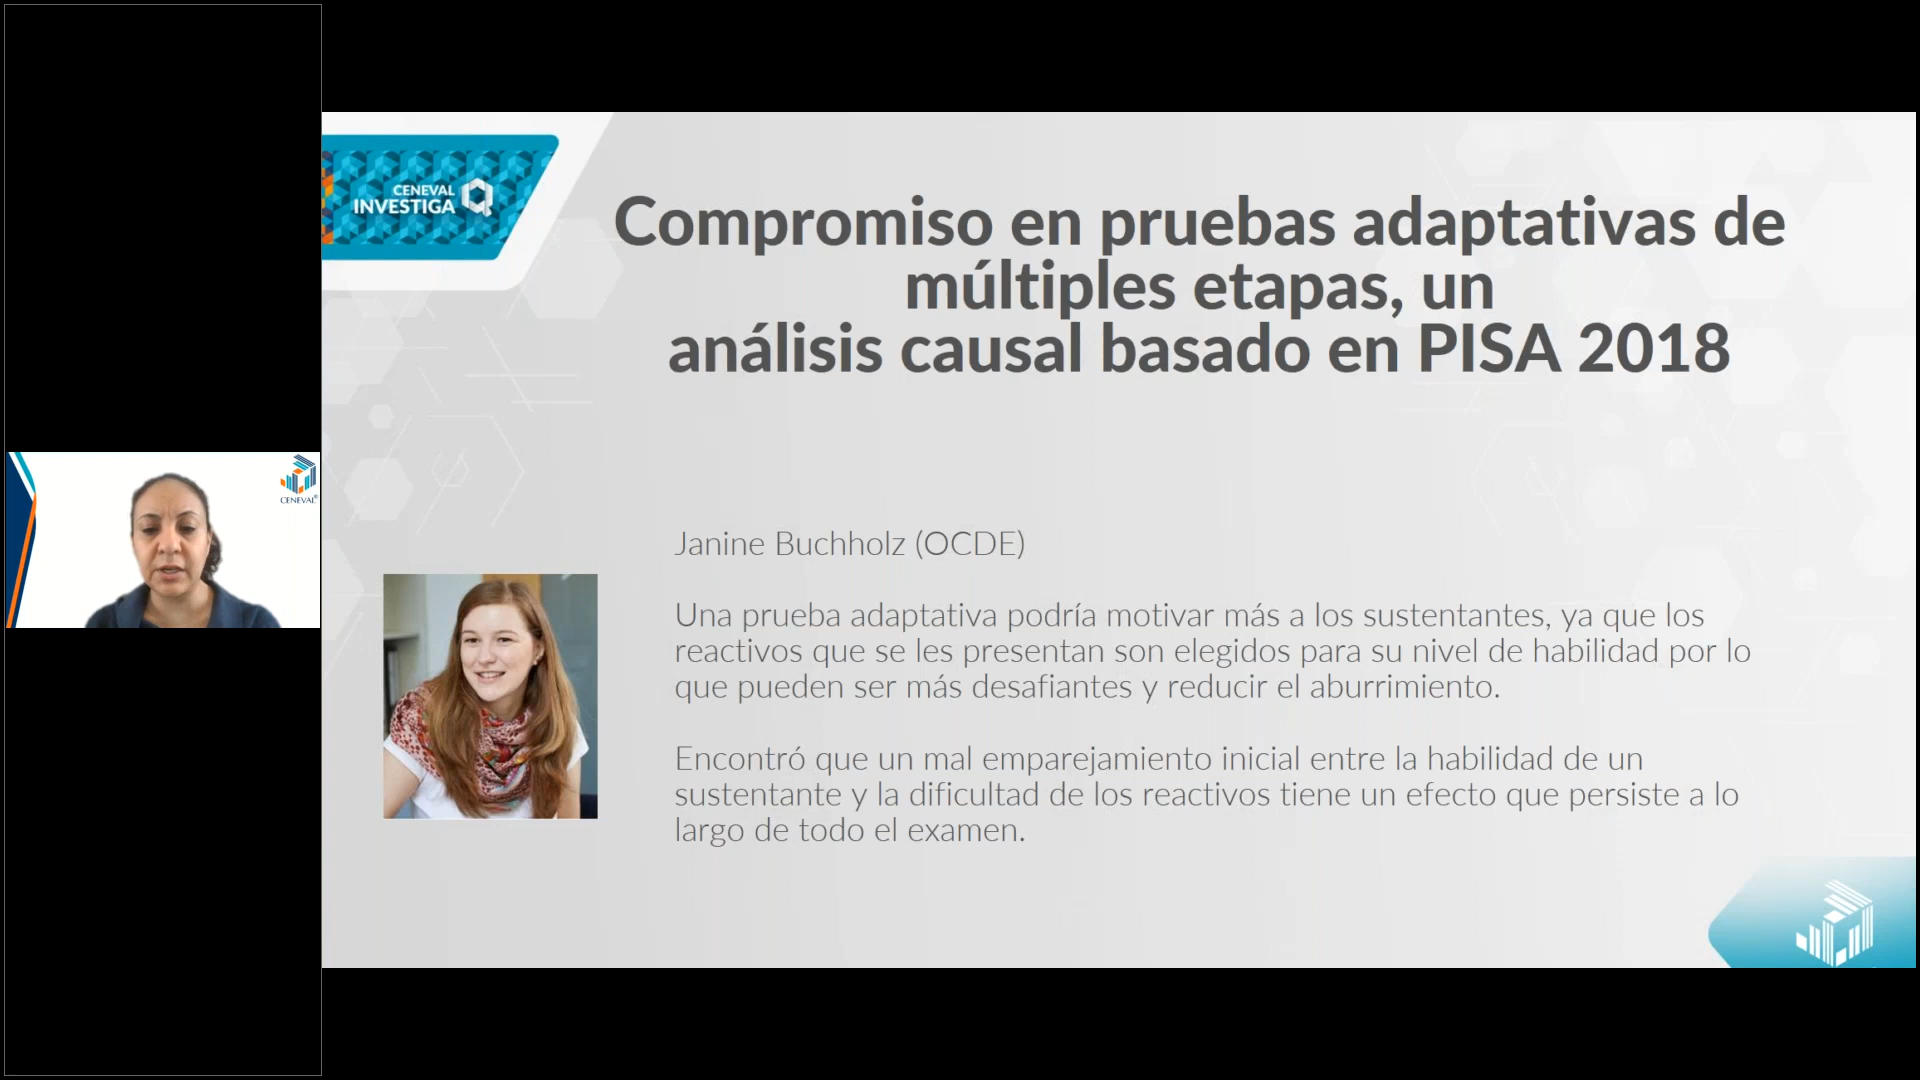 CENEVAL
INVESTIGA
Compromiso en pruebas adaptativas de
múltiples etapas, un
análisis causal basado en PISA 2018
CENEVAL®
Janine Buchholz (OCDE)
Una prueba adaptativa podría motivar más a los sustentantes, ya que los
reactivos que se les presentan son elegidos para su nivel de habilidad por lo
que pueden ser más desafiantes y reducir el aburrimiento.
Encontró que un mal emparejamiento inicial entre la habilidad de un
sustentante y la dificultad de los reactivos tiene un efecto que persiste a lo
largo de todo el examen.